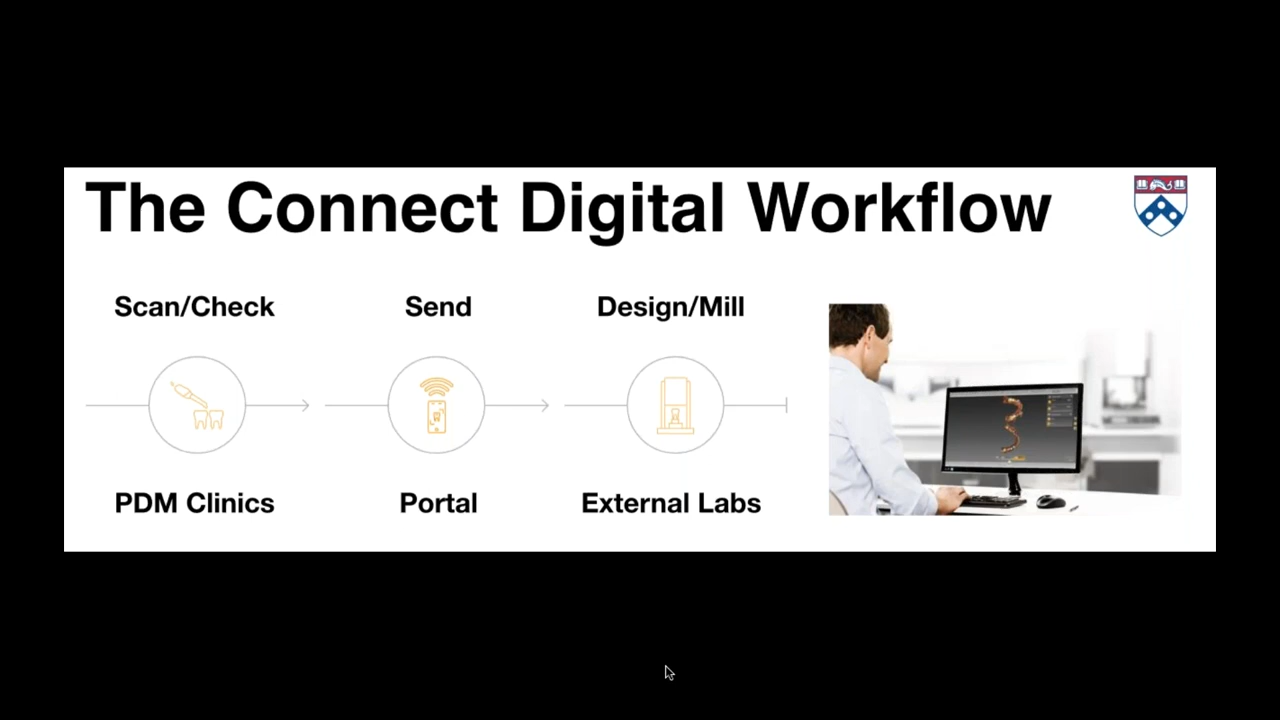 The Connect Digital Workflow
Scan/Check
Send
Design/Mill
PDM Clinics
Portal
External Labs